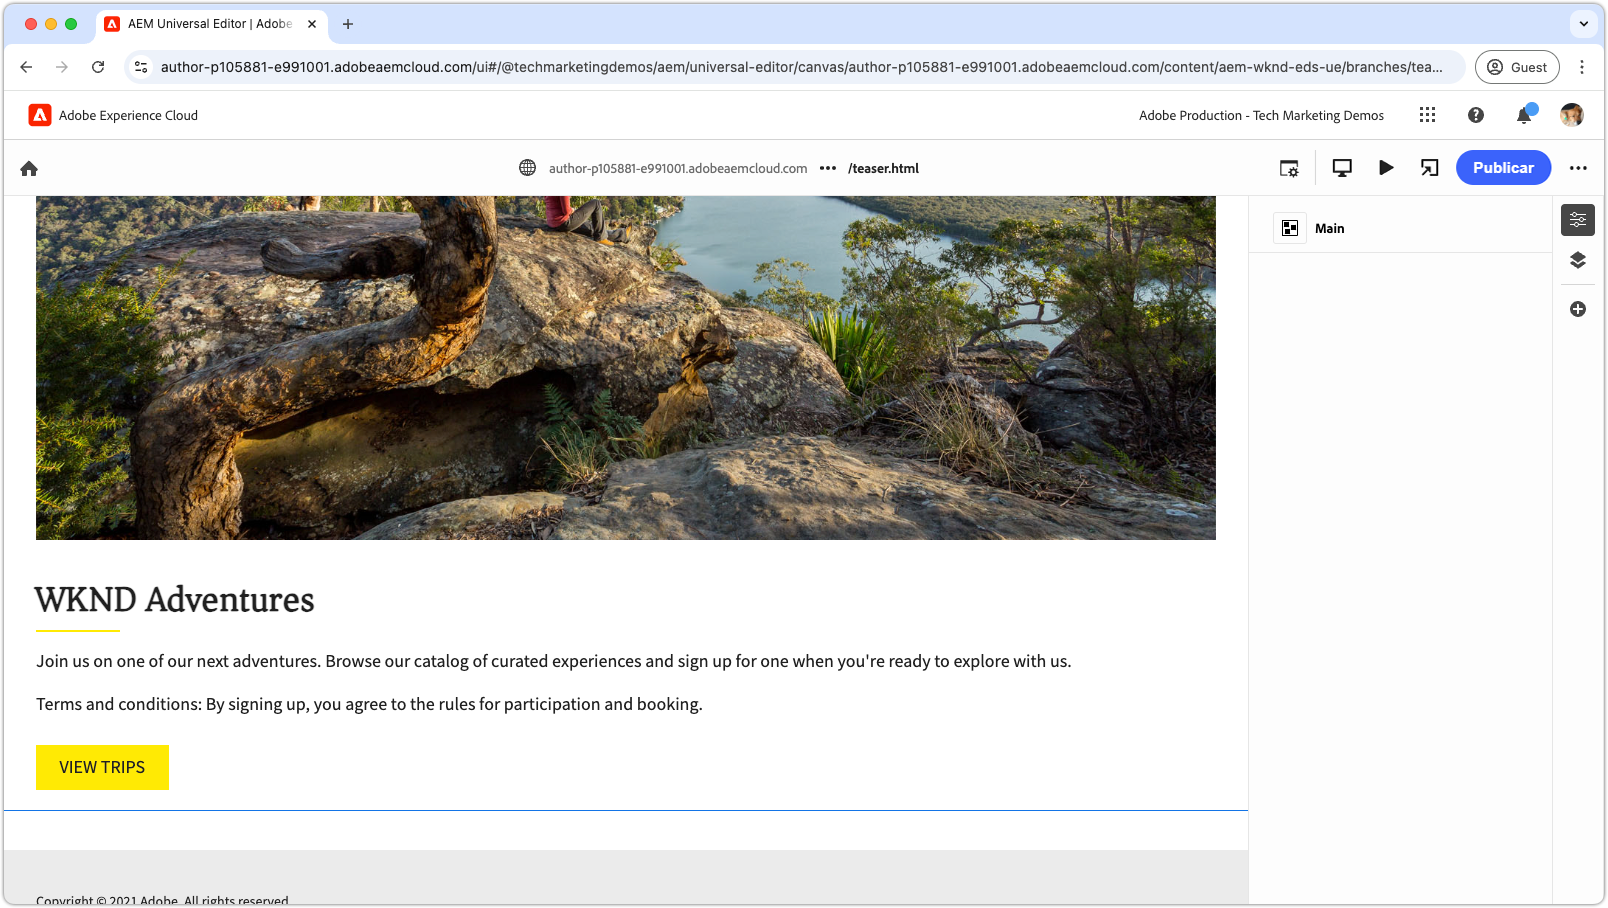 AEM Universal Editor | Adobe
author-p105881-e991001.adobeaemcloud.com/ui#/@techmarketingdemos/aem/universal-editor/canvas/author-p105881-e991001.adobeaemcloud.com/content/aem-wknd-eds-ue/branches/tea...
Guest
Adobe Experience Cloud
Adobe Production - Tech Marketing Demos
author-p105881-e991001.adobeaemcloud.com ••• /teaser.html
Publicar
Main
WKND Adventures
Join us on one of our next adventures. Browse our catalog of curated experiences and sign up for one when you're ready to explore with us.
Terms and conditions: By signing up, you agree to the rules for participation and booking.
VIEW TRIPS
Copyright © 2021 Adobe. All rights reserved